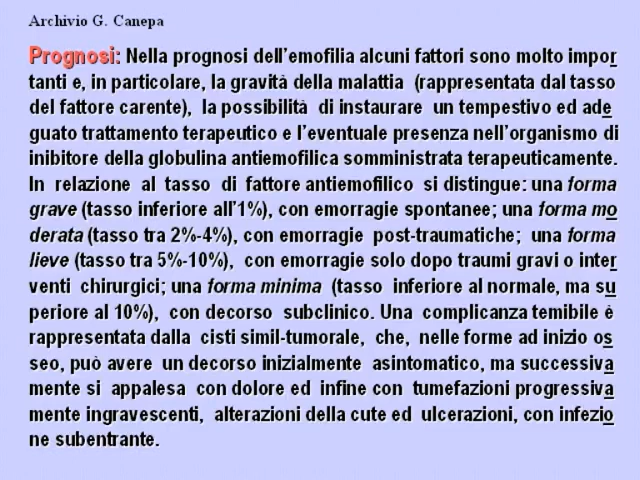 Archivio G. Canepa
Prognosi: Nella prognosi dell'emofilia alcuni fattori sono molto impor
tanti e, in particolare, la gravità della malattia (rappresentata dal tasso
del fattore carente), la possibilità di instaurare un tempestivo ed ade
guato trattamento terapeutico e l'eventuale presenza nell'organismo di
inibitore della globulina antiemofilica somministrata terapeuticamente.
In relazione al tasso di fattore antiemofilico si distingue: una forma
grave (tasso inferiore all'1%), con emorragie spontanee; una forma mo
derata (tasso tra 2%-4%), con emorragie post-traumatiche; una forma
lieve (tasso tra 5%-10%), con emorragie solo dopo traumi gravi o inter
venti chirurgici; una forma minima (tasso inferiore al normale, ma su
periore al 10%), con decorso subclinico. Una complicanza temibile è
rappresentata dalla cisti simil-tumorale, che, nelle forme ad inizio os
seo, può avere un decorso inizialmente asintomatico, ma successiva
mente si appalesa con dolore ed infine con tumefazioni progressiva
mente ingravescenti, alterazioni della cute ed ulcerazioni, con infezio
ne subentrante.